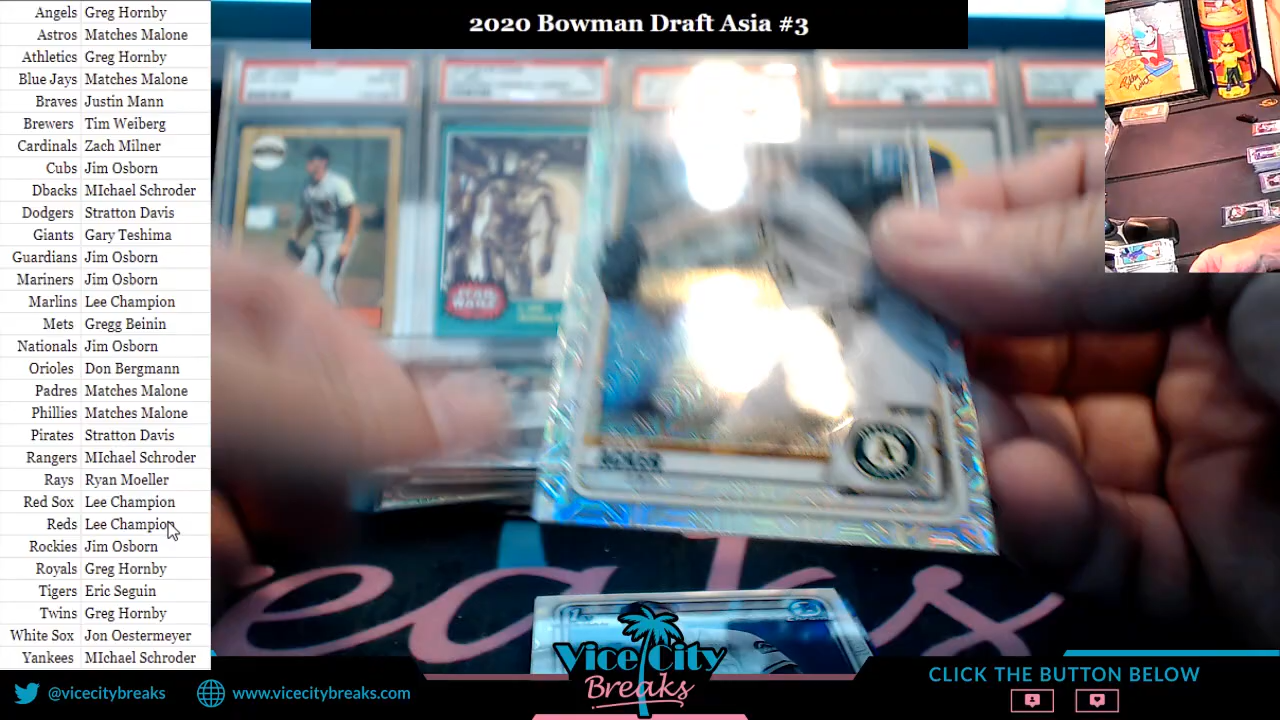 2020 Bowman Draft Asia #3
Angels Greg Hornby
Astros Matches Malone
Athletics Greg Hornby
Blue Jays Matches Malone
Braves Justin Mann
Brewers Tim Weiberg
Cardinals Zach Milner
Cubs Jim Osborn
Dbacks MIchael Schroder
Dodgers Stratton Davis
Giants Gary Teshima
Guardians Jim Osborn
Mariners Jim Osborn
Marlins Lee Champion
Mets Gregg Beinin
Nationals Jim Osborn
Orioles Don Bergmann
Padres Matches Malone
Phillies Matches Malone
Pirates Stratton Davis
Rangers MIchael Schroder
Rays Ryan Moeller
Red Sox Lee Champion
Reds Lee Champion
Rockies Jim Osborn
Royals Greg Hornby
Tigers Eric Seguin
Twins Greg Hornby
White Sox Jon Oestermeyer
Yankees MIchael Schroder
STAR WARS
eaks
Vice City
Breaks
@vicecitybreaks
www.vicecitybreaks.com
CLICK THE BUTTON BELOW